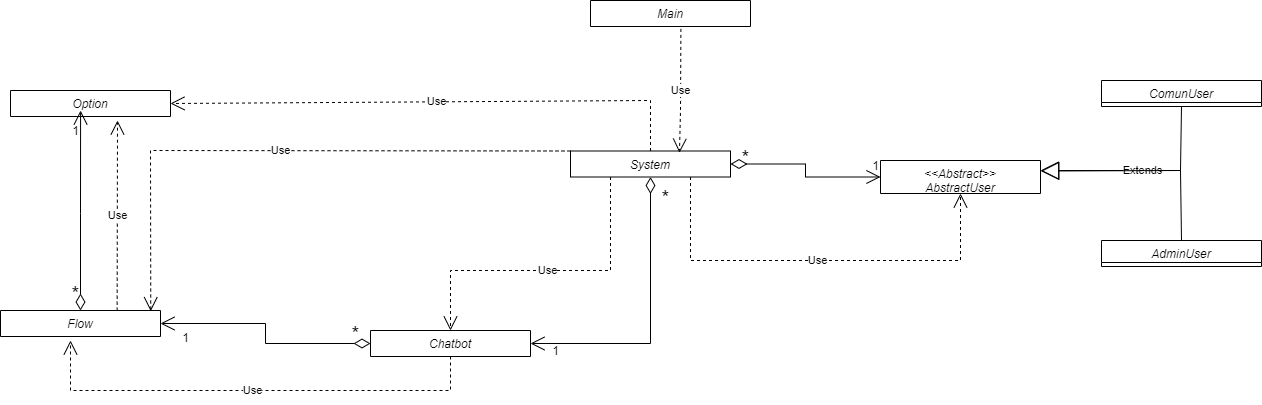 Main
Use
ComunUser
Option
1
Use
Use
System
*
1
<<Abstract>>
AbstractUser
Extends
*
Use
AdminUser
Use
Use
*
Flow
1
*
Chatbot
1
Use